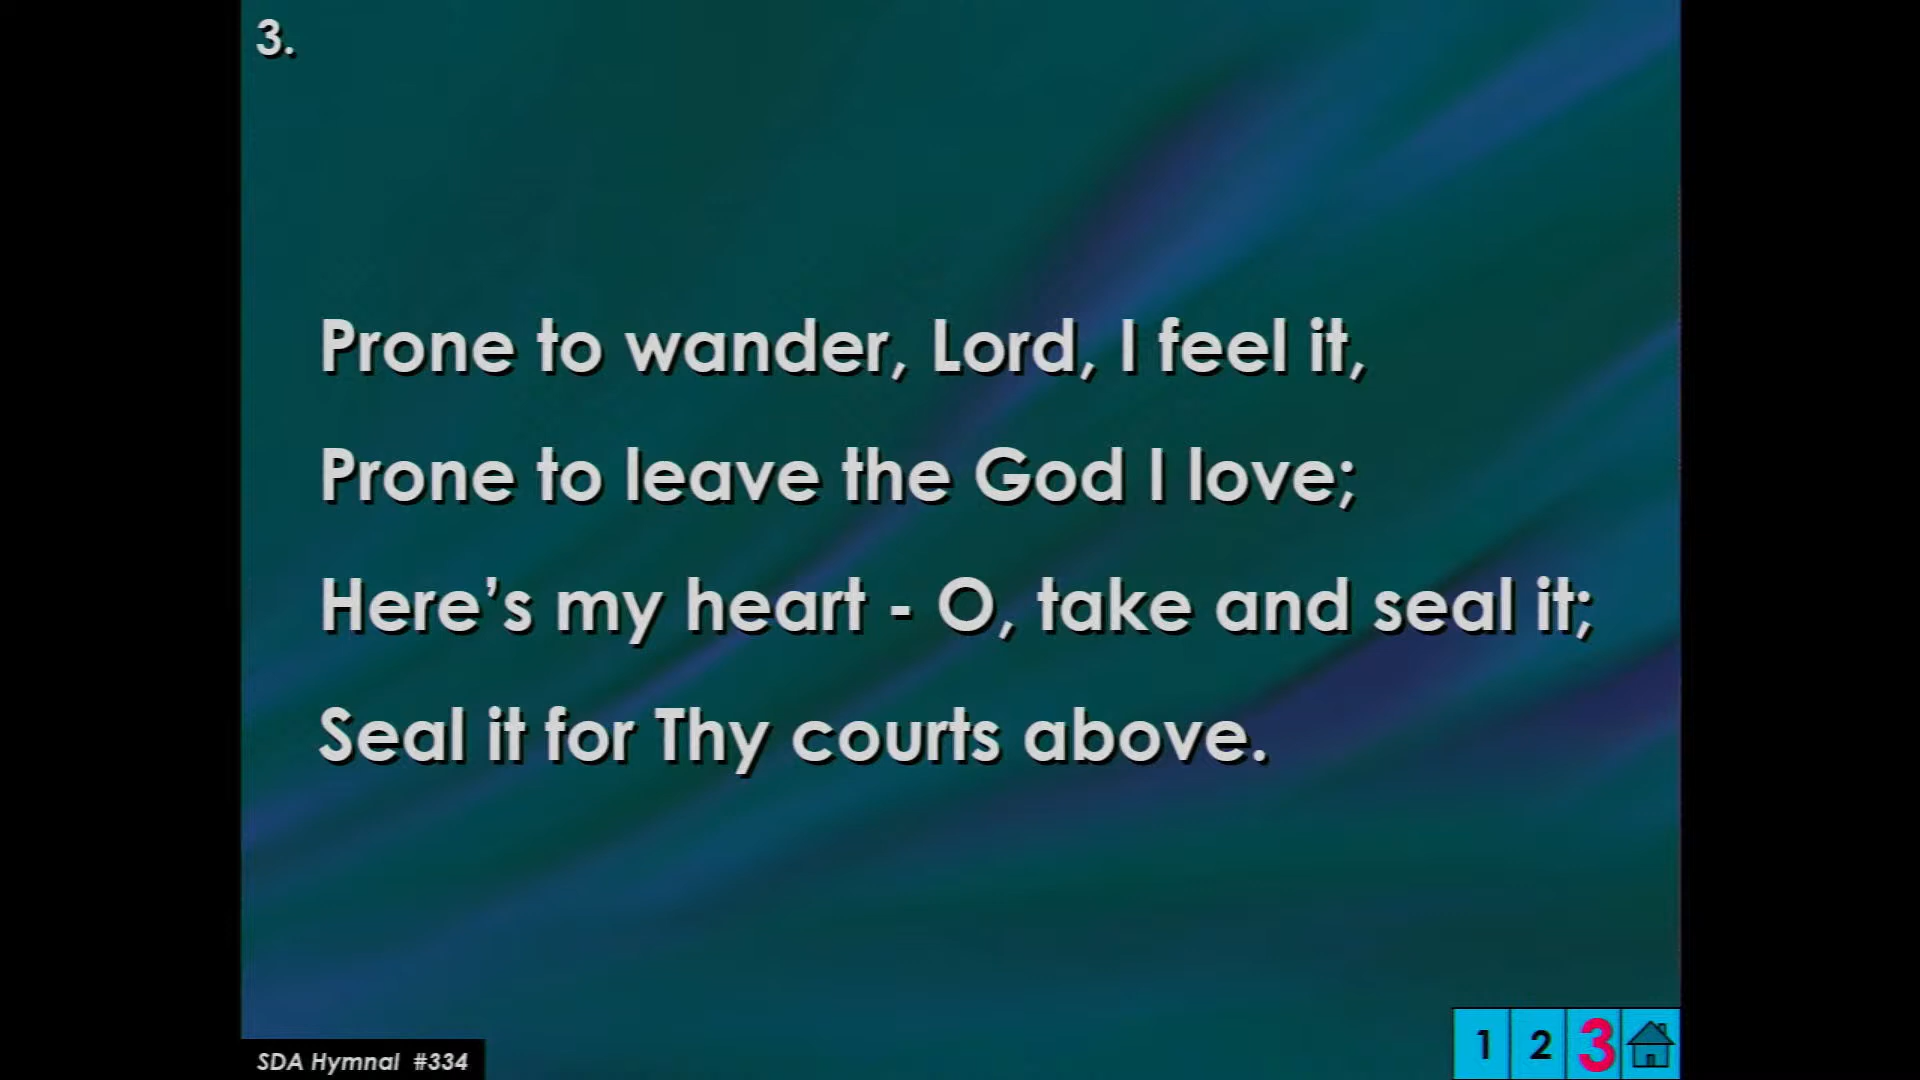 3.
Prone to wander, Lord, I feel it,
Prone to leave the God I love;
Here’s my heart - O, take and seal it;
Seal it for Thy courts above.
SDA Hymnal #334
1 2 3